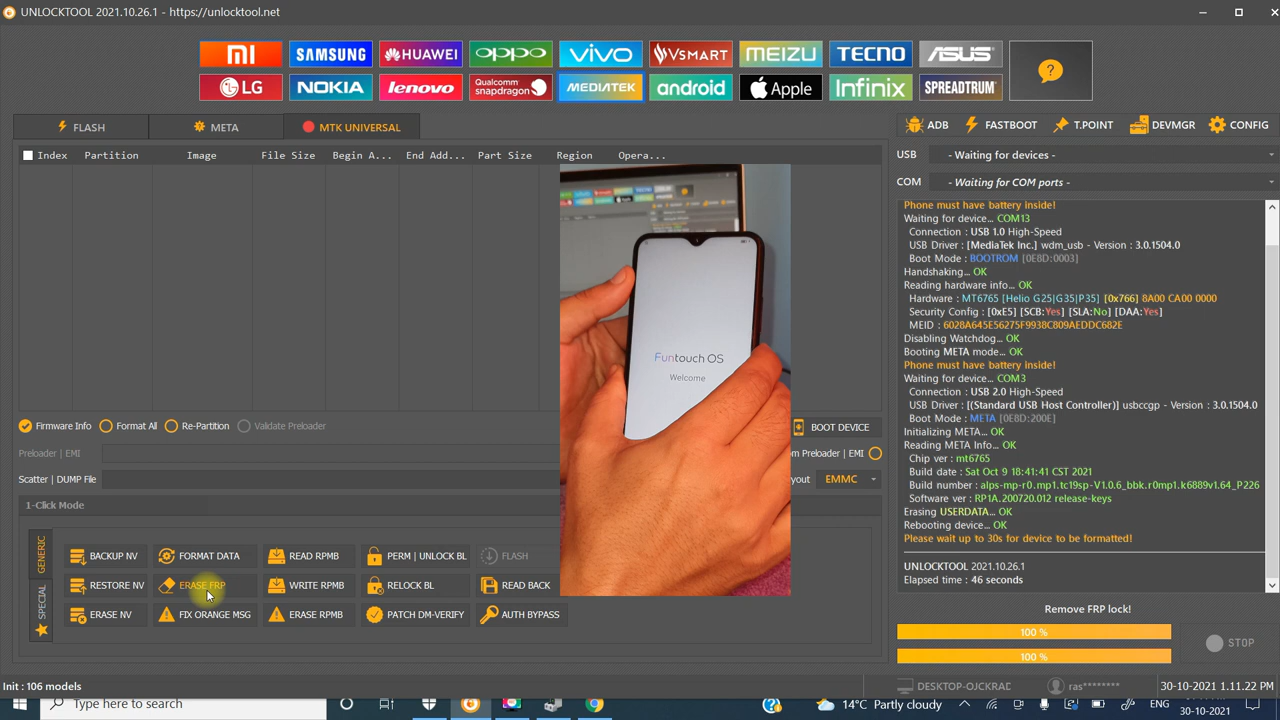 UNLOCKTOOL 2021.10.26.1 - https://unlocktool.net
SAMSUNG HUAWEI oppo vivo VSMART MEIZU TECNO ASUS
LG NOKIA lenovo Qualcomm snapdragon MEDIATEK android Apple Infinix SPREADTRUM
FLASH META MTK UNIVERSAL
ADB FASTBOOT T.POINT DEVMGR CONFIG
Index Partition Image File Size Begin A... End Add... Part Size Region Opera...
USB - Waiting for devices -
COM - Waiting for COM ports -
Phone must have battery inside!
Waiting for device... COM13
Connection : USB 1.0 High-Speed
USB Driver : [MediaTek Inc.] wdm_usb - Version : 3.0.1504.0
Boot Mode : BOOTROM [0E8D:0003]
Handshaking... OK
Reading hardware info... OK
Hardware : MT6765 [Helio G25|G35|P35] [0x766] 8A00 CA00 0000
Security Config : [0xE5] [SCB:Yes] [SLA:No] [DAA:Yes]
MEID : 6028A645E56275F9938C809AEDDC682E
Disabling Watchdog... OK
Booting META mode... OK
Phone must have battery inside!
Waiting for device... COM3
Connection : USB 2.0 High-Speed
USB Driver : [(Standard USB Host Controller)] usbccgp - Version : 3.0.1504.0
Boot Mode : META [0E8D:200E]
Initializing META... OK
Reading META Info... OK
Chip ver : mt6765
Build date : Sat Oct 9 18:41:41 CST 2021
Build number : alps-mp-r0.mp1.tc19sp-V1.0.6_bbk.r0mp1.k6889v1.64_P226
Software ver : RP1A.200720.012 release-keys
Erasing USERDATA... OK
Rebooting device... OK
Please wait up to 30s for device to be formatted!
UNLOCKTOOL 2021.10.26.1
Elapsed time : 46 seconds
Funtouch OS
Welcome
Firmware Info Format All Re-Partition Validate Preloader BOOT DEVICE
Preloader | EMI om Preloader | EMI
Scatter | DUMP File yout EMMC
1-Click Mode
GENERIC
SPECIAL
BACKUP NV FORMAT DATA READ RPMB PERM | UNLOCK BL FLASH
RESTORE NV ERASE FRP WRITE RPMB RELOCK BL READ BACK
ERASE NV FIX ORANGE MSG ERASE RPMB PATCH DM-VERIFY AUTH BYPASS
Remove FRP lock!
100 %
100 %
STOP
Init : 106 models
DESKTOP-OJCKRAD ras******** 30-10-2021 1.11.22 PM
Type here to search
14°C Partly cloudy
30-10-2021